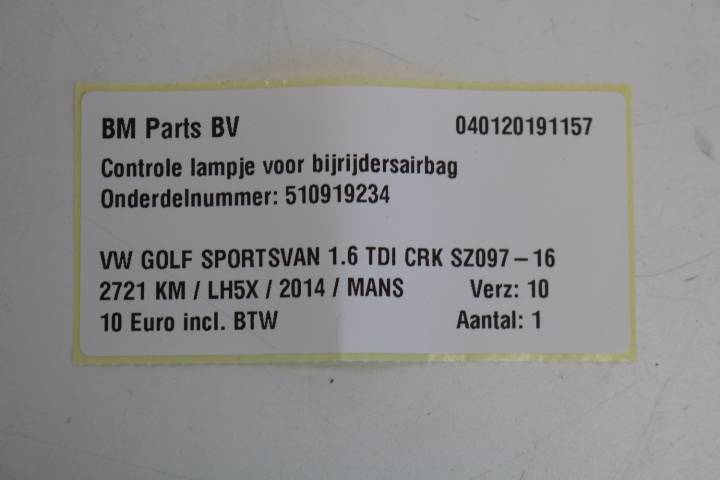 BM Parts BV 040120191157
Controle lampje voor bijrijdersairbag
Onderdelnummer: 510919234
VW GOLF SPORTSVAN 1.6 TDI CRK SZ097-16
2721 KM / LH5X / 2014 / MANS Verz: 10
10 Euro incl. BTW Aantal: 1